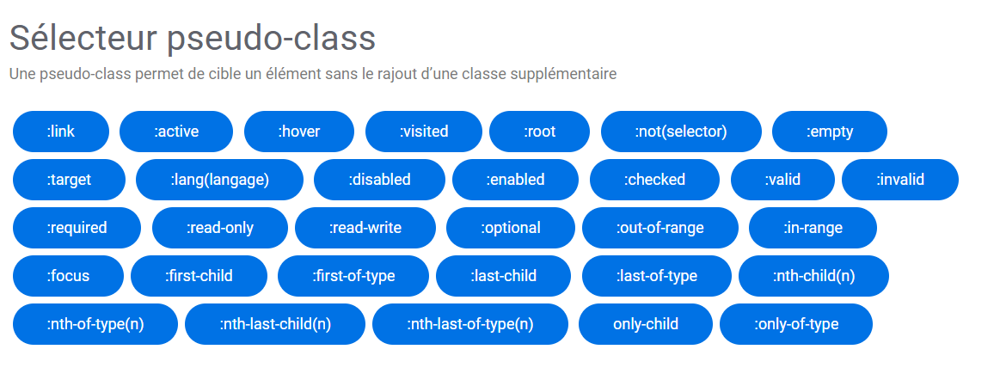 Sélecteur pseudo-class
Une pseudo-class permet de cible un élément sans le rajout d’une classe supplémentaire
:link :active :hover :visited :root :not(selector) :empty
:target :lang(langage) :disabled :enabled :checked :valid :invalid
:required :read-only :read-write :optional :out-of-range :in-range
:focus :first-child :first-of-type :last-child :last-of-type :nth-child(n)
:nth-of-type(n) :nth-last-child(n) :nth-last-of-type(n) only-child :only-of-type